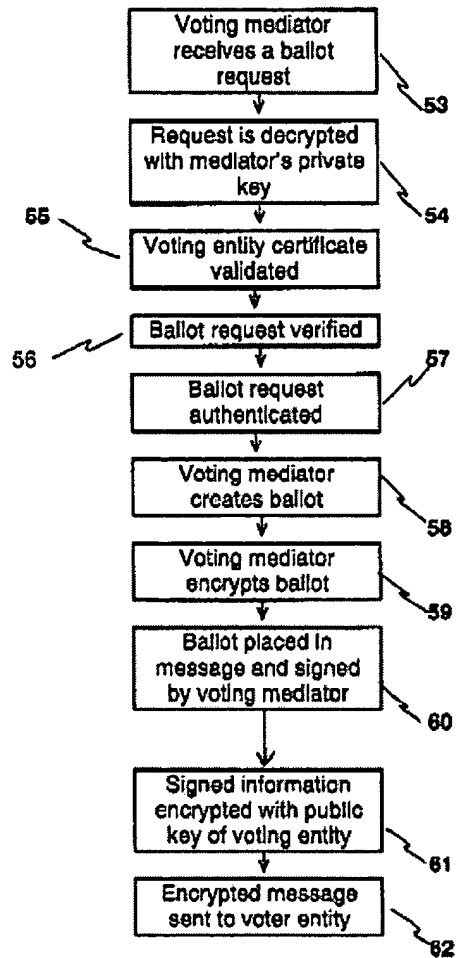 Voting mediator
receives a ballot
request
53
Request is decrypted
with mediator's private
key
54
55
Voting entity certificate
validated
Ballot request verified
56
57
Ballot request
authenticated
Voting mediator
creates ballot
58
Voting mediator
encrypts ballot
59
Ballot placed in
message and signed
by voting mediator
60
Signed information
encrypted with public
key of voting entity
61
Encrypted message
sent to voter entity
62